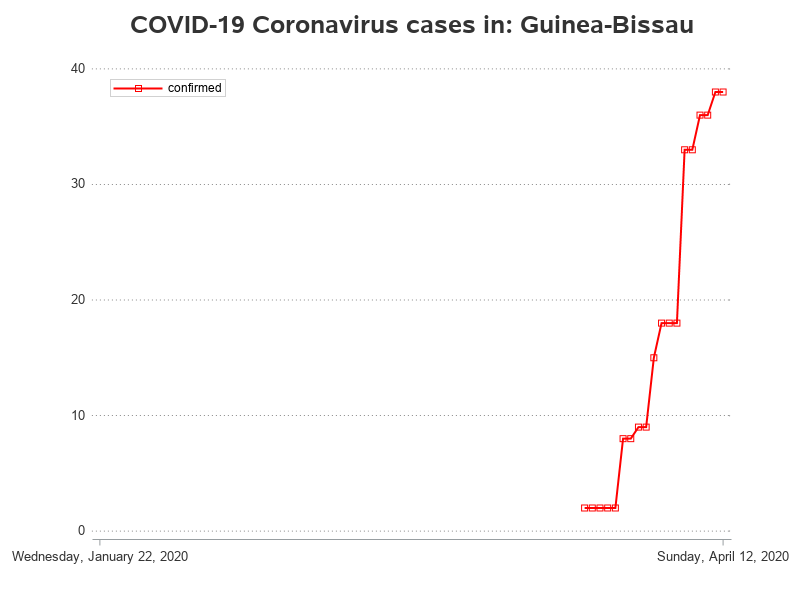 COVID-19 Coronavirus cases in: Guinea-Bissau
40
confirmed
30
20
10
0
Wednesday, January 22, 2020
Sunday, April 12, 2020